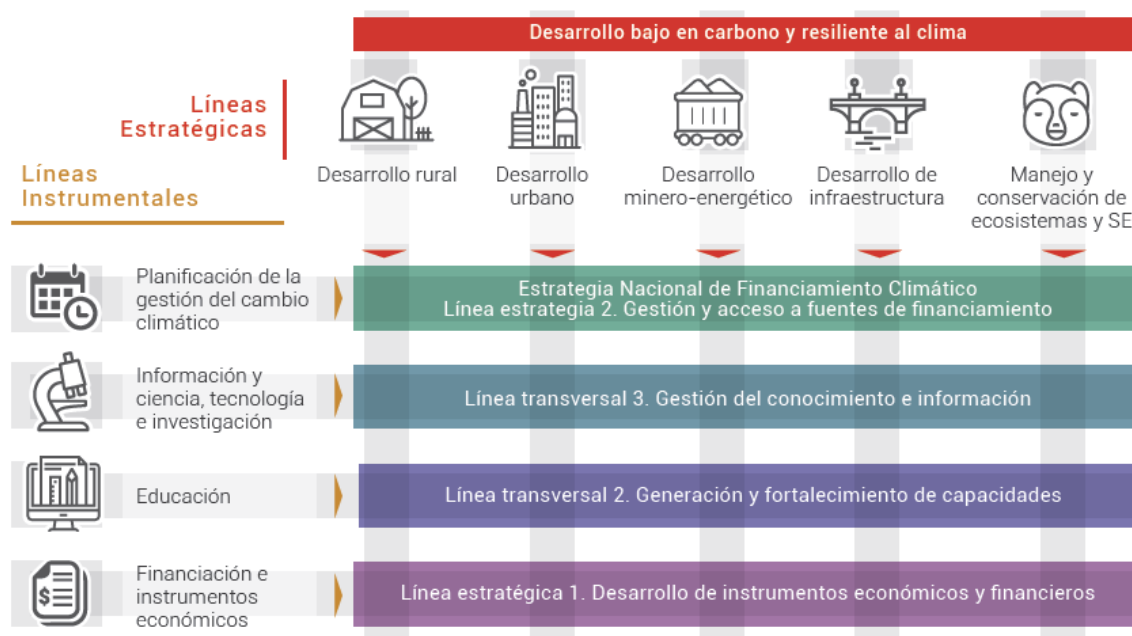 Desarrollo bajo en carbono y resiliente al clima
Líneas
Estratégicas
Líneas
Instrumentales
Desarrollo rural
Desarrollo
urbano
Desarrollo
minero-energético
Desarrollo de
infraestructura
Manejo y
conservación de
ecosistemas y SE
Planificación de la
gestión del cambio
climático
Estrategia Nacional de Financiamiento Climático
Línea estrategia 2. Gestión y acceso a fuentes de financiamiento
Información y
ciencia, tecnología
e investigación
Línea transversal 3. Gestión del conocimiento e información
Educación
Línea transversal 2. Generación y fortalecimiento de capacidades
Financiación e
instrumentos
económicos
Línea estratégica 1. Desarrollo de instrumentos económicos y financieros